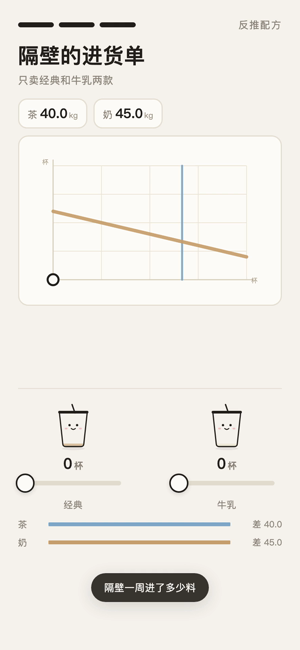 反推配方
隔壁的进货单
只卖经典和牛乳两款
茶 40.0 kg
奶 45.0 kg
杯
杯
0 杯
0 杯
经典
牛乳
茶 差 40.0
奶 差 45.0
隔壁一周进了多少料